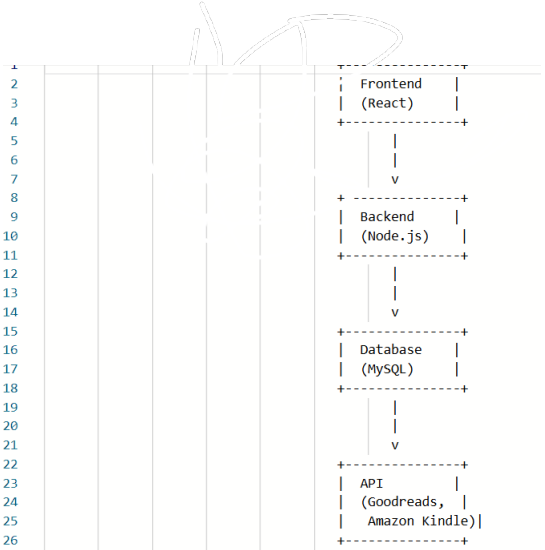 1 +---------------+
2 | Frontend |
3 | (React) |
4 +---------------+
5 |
6 |
7 v
8 + --------------+
9 | Backend |
10 | (Node.js) |
11 +---------------+
12 |
13 |
14 v
15 +---------------+
16 | Database |
17 | (MySQL) |
18 +---------------+
19 |
20 |
21 v
22 +---------------+
23 | API |
24 | (Goodreads, |
25 | Amazon Kindle)|
26 +---------------+